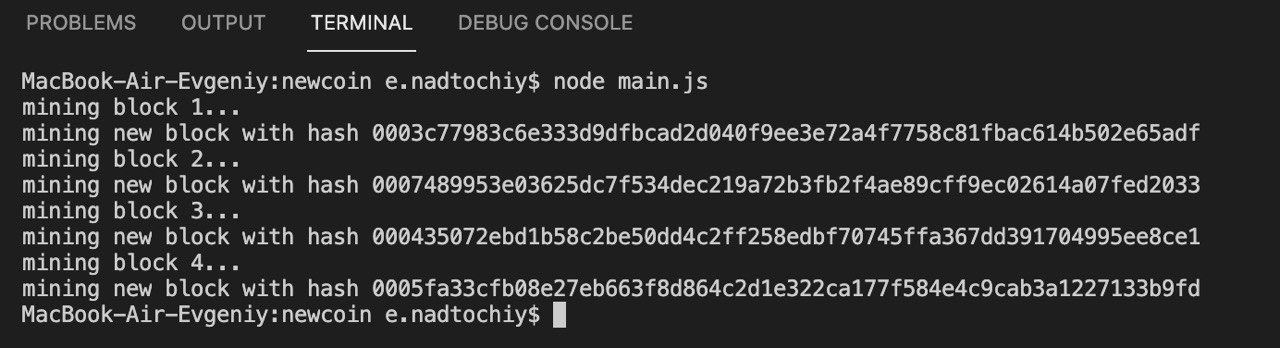 PROBLEMS OUTPUT TERMINAL DEBUG CONSOLE
MacBook-Air-Evgeniy:newcoin e.nadtochiy$ node main.js
mining block 1...
mining new block with hash 0003c77983c6e333d9dfbcad2d040f9ee3e72a4f7758c81fbac614b502e65adf
mining block 2...
mining new block with hash 0007489953e03625dc7f534dec219a72b3fb2f4ae89cff9ec02614a07fed2033
mining block 3...
mining new block with hash 000435072ebd1b58c2be50dd4c2ff258edbf70745ffa367dd391704995ee8ce1
mining block 4...
mining new block with hash 0005fa33cfb08e27eb663f8d864c2d1e322ca177f584e4c9cab3a1227133b9fd
MacBook-Air-Evgeniy:newcoin e.nadtochiy$